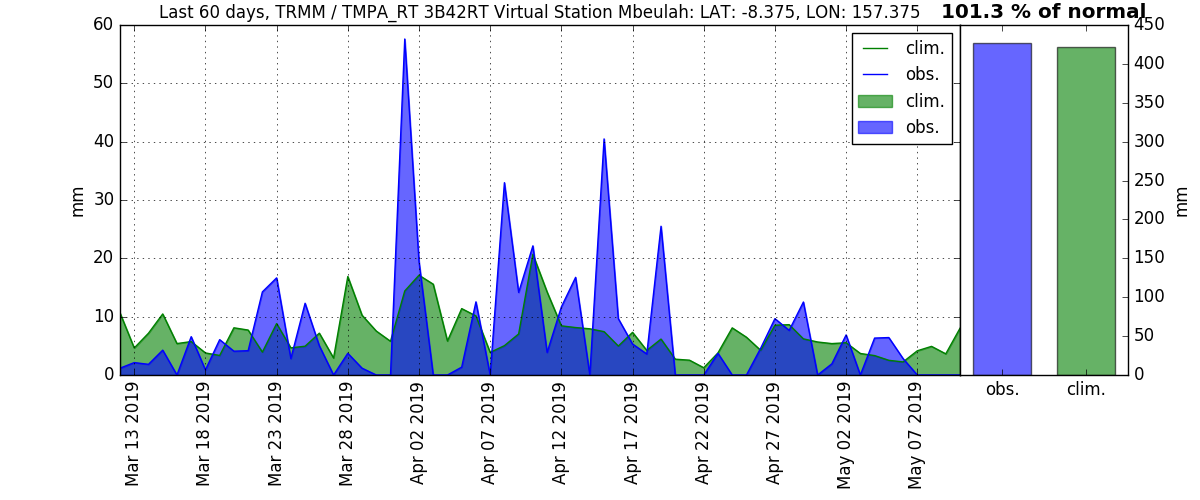 Last 60 days, TRMM / TMPA_RT 3B42RT Virtual Station Mbeulah: LAT: -8.375, LON: 157.375
101.3 % of normal
60
50
40
30
20
10
0
mm
clim.
obs.
clim.
obs.
450
400
350
300
250
200
150
100
50
0
mm
obs.
clim.
Mar 13 2019
Mar 18 2019
Mar 23 2019
Mar 28 2019
Apr 02 2019
Apr 07 2019
Apr 12 2019
Apr 17 2019
Apr 22 2019
Apr 27 2019
May 02 2019
May 07 2019